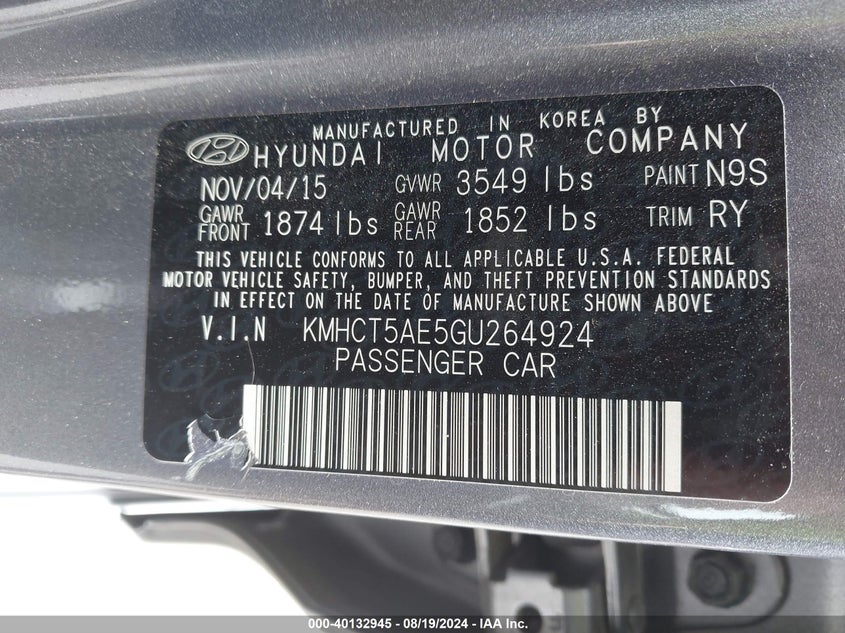 MANUFACTURED IN KOREA BY
HYUNDAI MOTOR COMPANY
NOV/04/15 GVWR 3549 lbs PAINT N9S
GAWR FRONT 1874 lbs GAWR REAR 1852 lbs TRIM RY
THIS VEHICLE CONFORMS TO ALL APPLICABLE U.S.A. FEDERAL
MOTOR VEHICLE SAFETY, BUMPER, AND THEFT PREVENTION STANDARDS
IN EFFECT ON THE DATE OF MANUFACTURE SHOWN ABOVE
V.I.N KMHCT5AE5GU264924
PASSENGER CAR
000-40132945 - 08/19/2024 - IAA Inc.